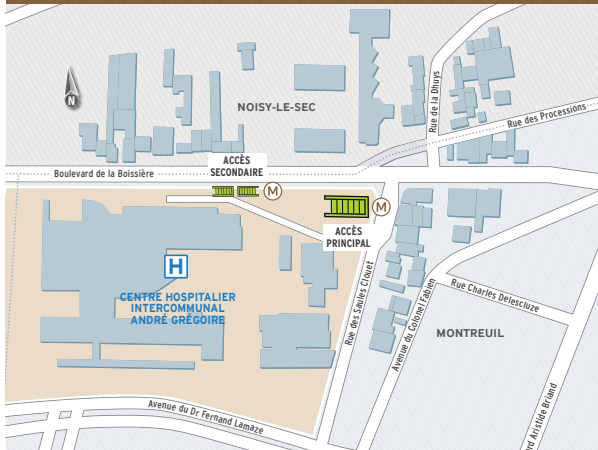 Rue de la Dhuys
NOISY-LE-SEC
Rue des Processions
N
ACCÈS
SECONDAIRE
Boulevard de la Boissière
M
M
ACCÈS
PRINCIPAL
H
CENTRE HOSPITALIER
INTERCOMMUNAL
ANDRÉ GRÉGOIRE
Rue des Saules Clouet
Avenue du Colonel Fabien
Rue Charles Delescluze
MONTREUIL
Avenue du Dr Fernand Lamaze
Aristide Briand